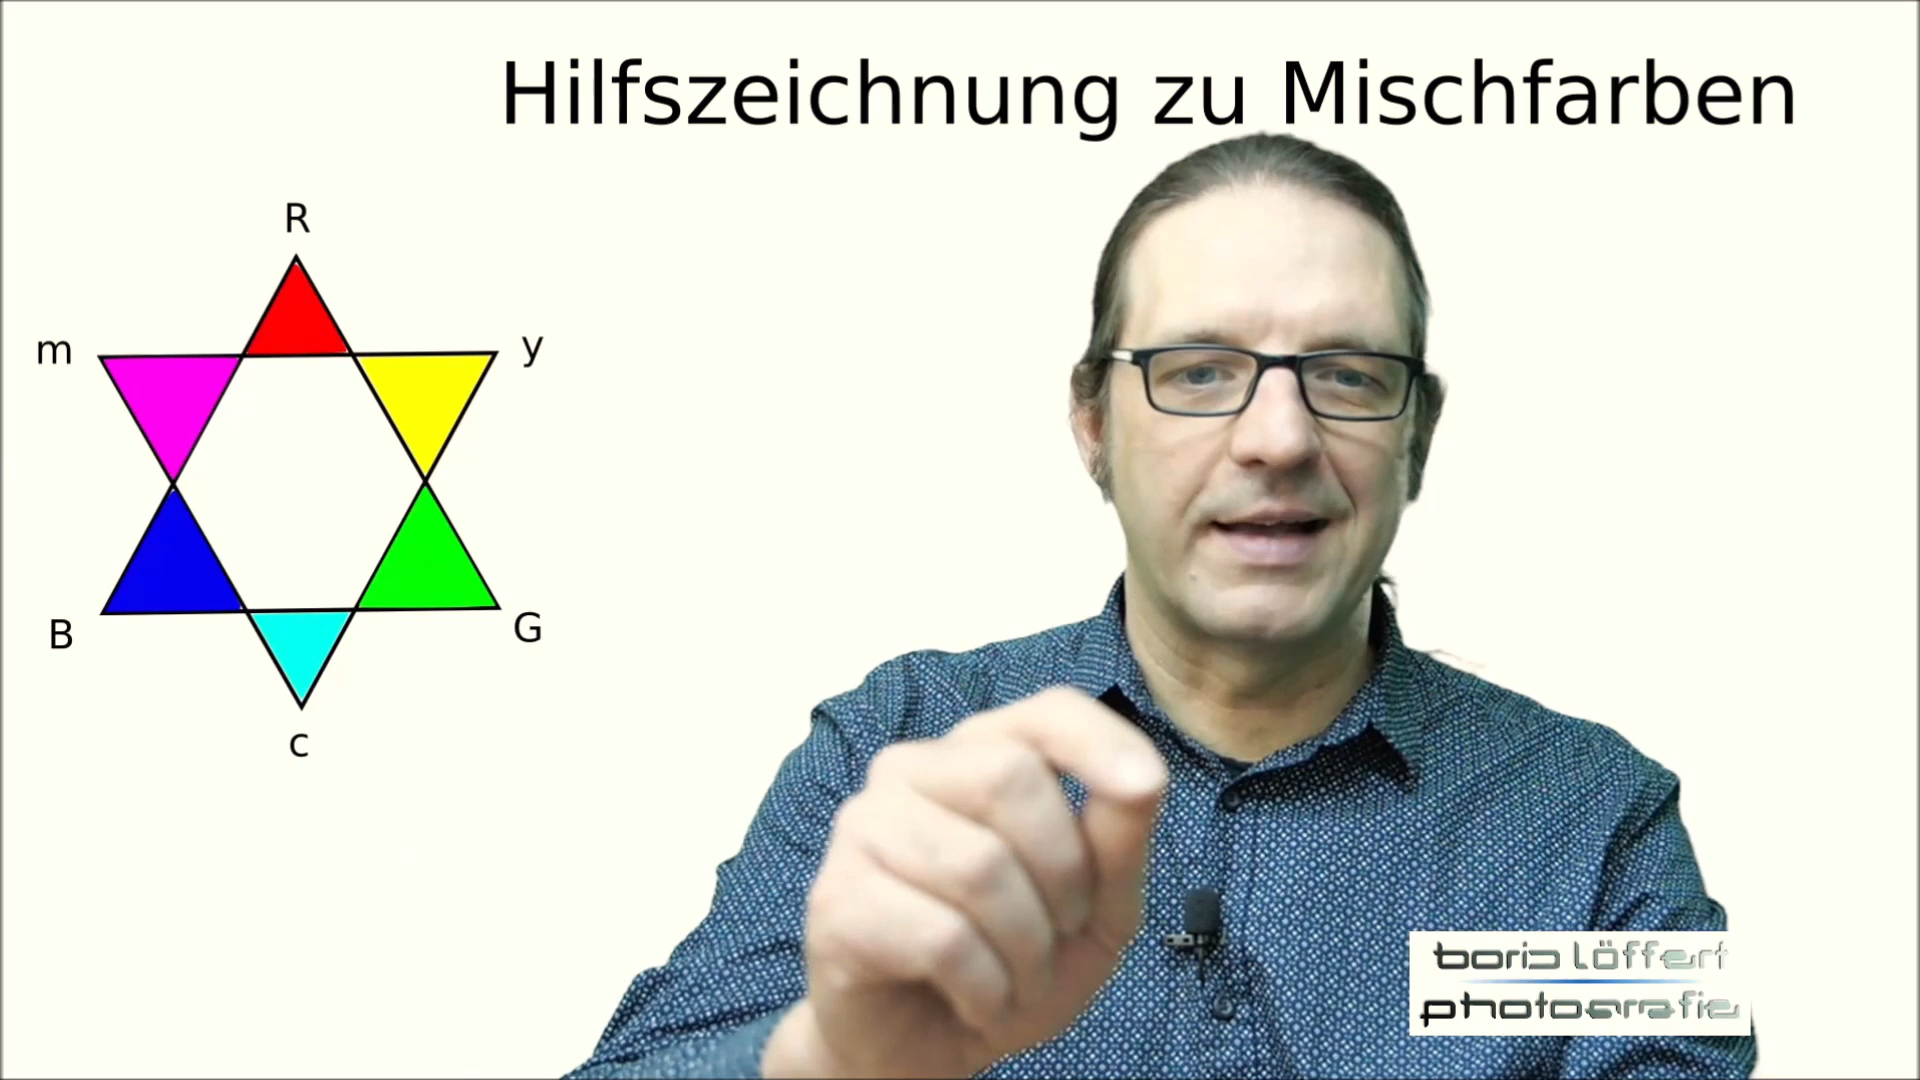 Hilfszeichnung zu Mischfarben
R
m
y
B
G
c
boris löffert
photografie